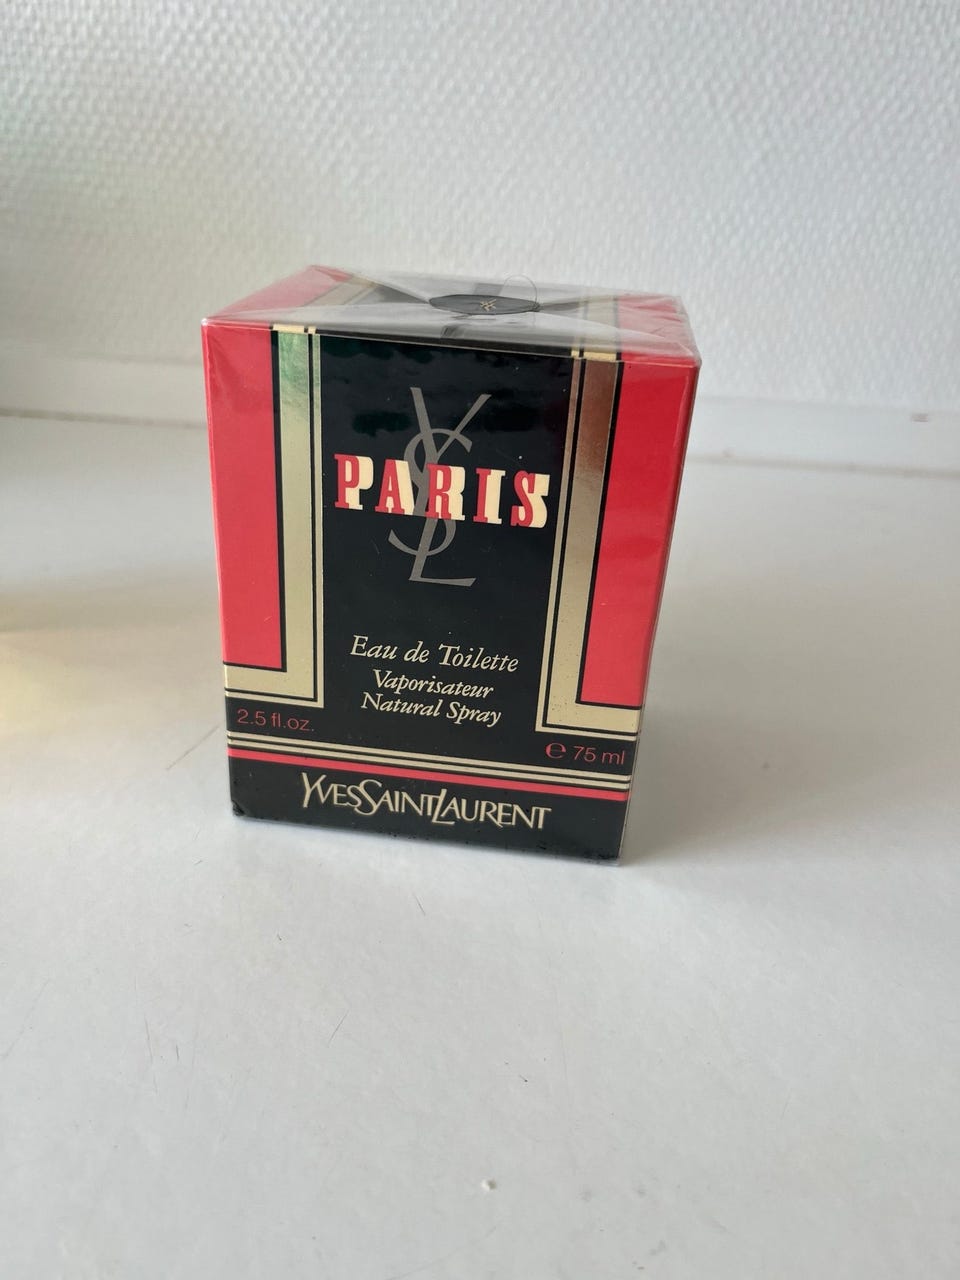 YSL
PARIS
Eau de Toilette
Vaporisateur
Natural Spray
2.5 fl.oz.
℮ 75 ml
YVESSAINTLAURENT